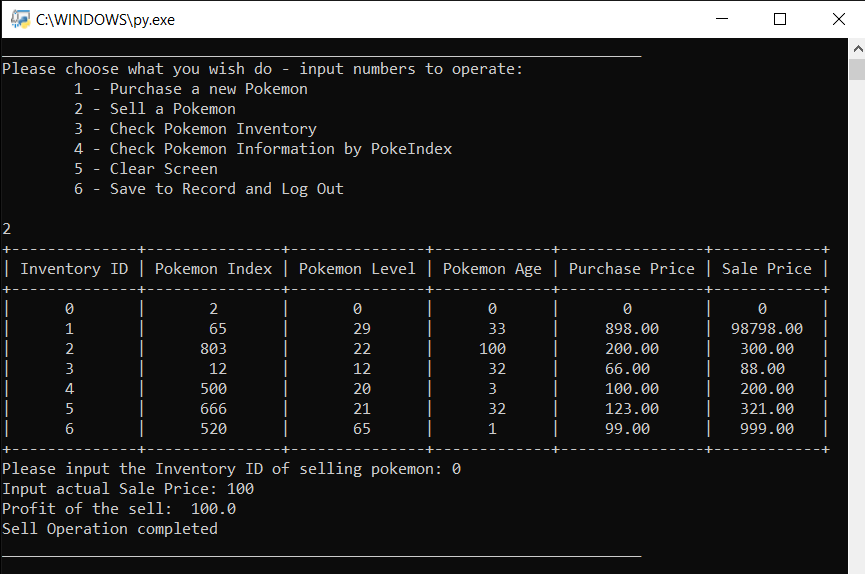 C:\WINDOWS\py.exe
Please choose what you wish do - input numbers to operate:
1 - Purchase a new Pokemon
2 - Sell a Pokemon
3 - Check Pokemon Inventory
4 - Check Pokemon Information by PokeIndex
5 - Clear Screen
6 - Save to Record and Log Out
2
+--------------+---------------+---------------+-------------+----------------+------------+
| Inventory ID | Pokemon Index | Pokemon Level | Pokemon Age | Purchase Price | Sale Price |
+--------------+---------------+---------------+-------------+----------------+------------+
|      0       |       2       |       0       |      0      |       0        |     0      |
|      1       |       65      |       29      |      33     |     898.00     |  98798.00  |
|      2       |      803      |       22      |     100     |     200.00     |   300.00   |
|      3       |       12      |       12      |      32     |     66.00      |   88.00    |
|      4       |      500      |       20      |      3      |     100.00     |   200.00   |
|      5       |      666      |       21      |      32     |     123.00     |   321.00   |
|      6       |      520      |       65      |      1      |     99.00      |   999.00   |
+--------------+---------------+---------------+-------------+----------------+------------+
Please input the Inventory ID of selling pokemon: 0
Input actual Sale Price: 100
Profit of the sell:  100.0
Sell Operation completed